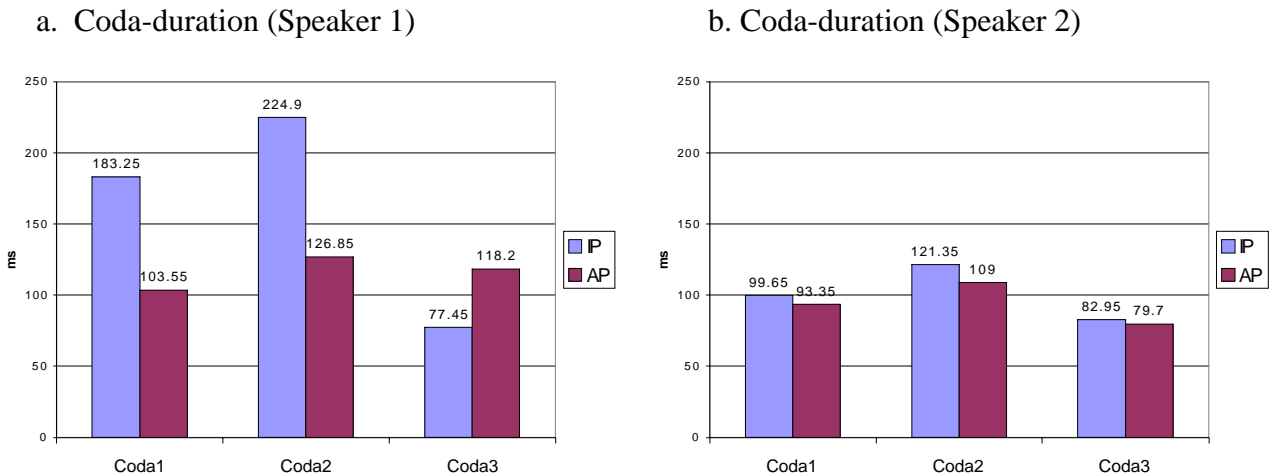 a. Coda-duration (Speaker 1)
250
200
150
100
50
0
ms
183.25
103.55
224.9
126.85
77.45
118.2
Coda1 Coda2 Coda3
IP
AP
b. Coda-duration (Speaker 2)
250
200
150
100
50
0
ms
99.65
93.35
121.35
109
82.95
79.7
Coda1 Coda2 Coda3
IP
AP